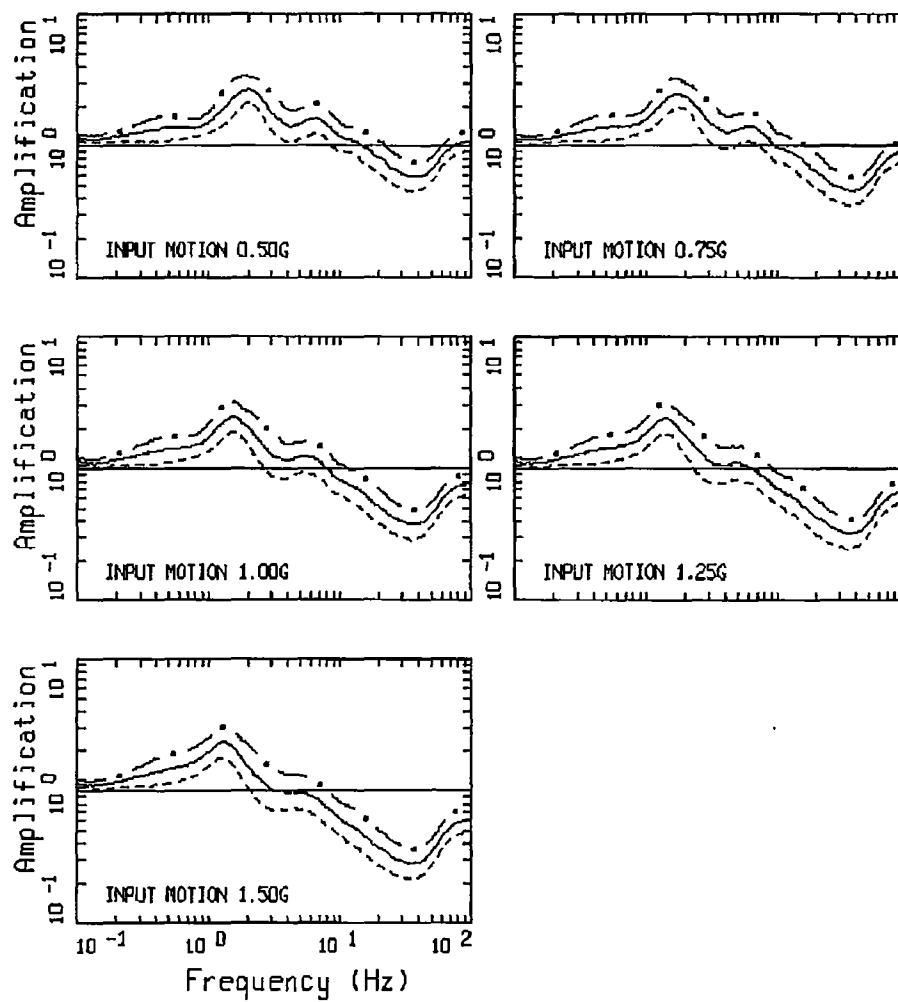 Amplification
10 1
10 0
10 -1
INPUT MOTION 0.50G
10 1
10 0
10 -1
INPUT MOTION 0.75G
Amplification
10 1
10 0
10 -1
INPUT MOTION 1.00G
10 1
10 0
10 -1
INPUT MOTION 1.25G
Amplification
10 1
10 0
10 -1
INPUT MOTION 1.50G
10 -1
10 0
10 1
10 2
Frequency (Hz)